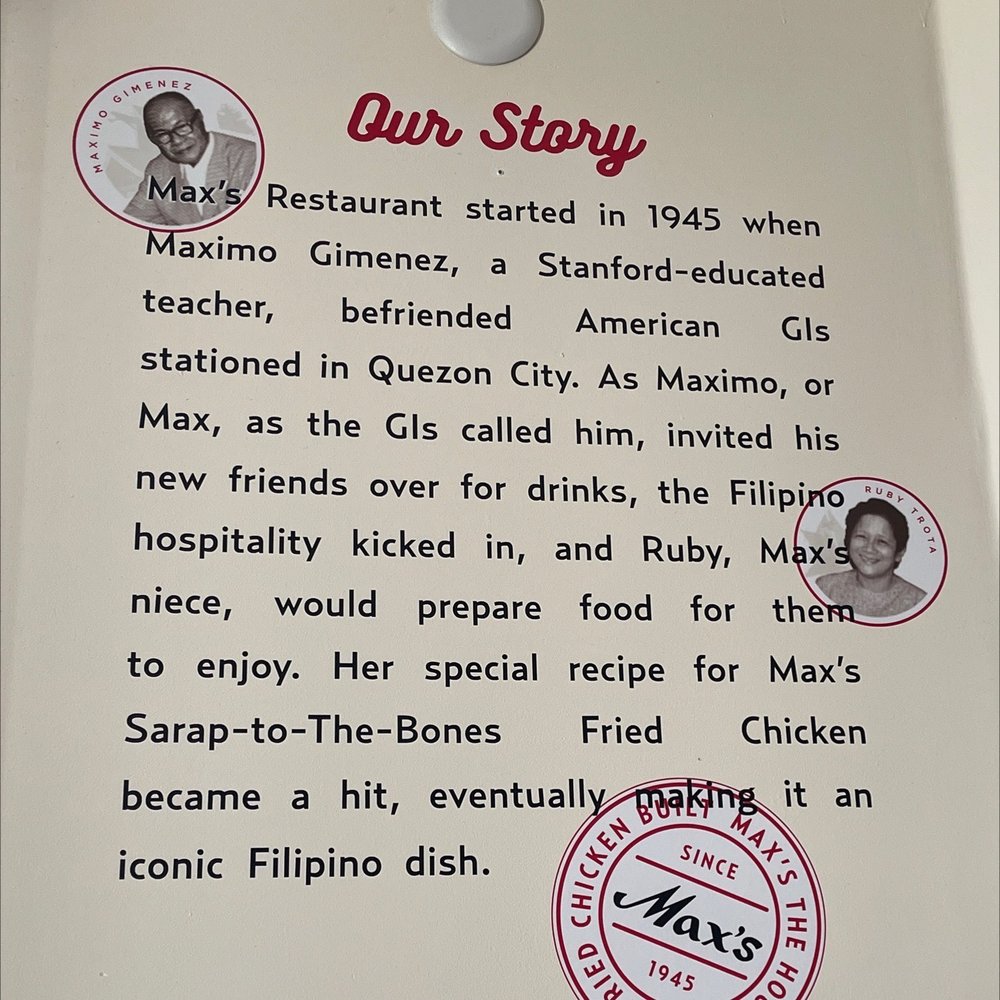 MAXIMO GIMENEZ
Our Story
Max's Restaurant started in 1945 when
Maximo Gimenez, a Stanford-educated
teacher, befriended American GIs
stationed in Quezon City. As Maximo, or
Max, as the GIs called him, invited his
new friends over for drinks, the Filipino
RUBY TROTA
hospitality kicked in, and Ruby, Max's
niece, would prepare food for them
to enjoy. Her special recipe for Max's
Sarap-to-The-Bones Fried Chicken
became a hit, eventually making it an
iconic Filipino dish.
CHICKEN BUILT MAX'S THE
SINCE
Max's
1945